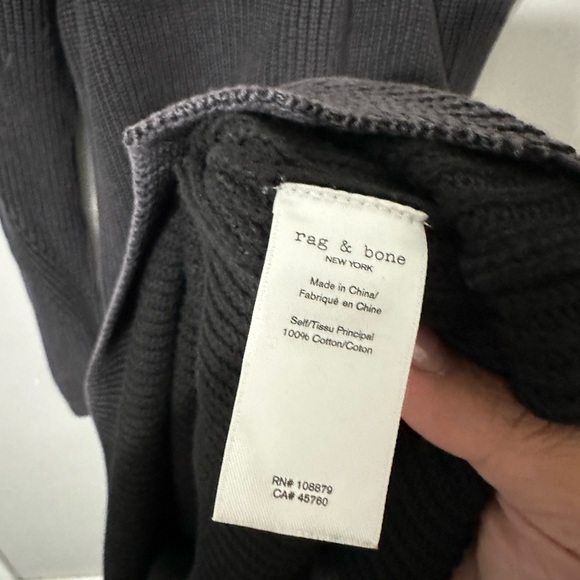 rag & bone
NEW YORK
Made in China/
Fabriqué en Chine
Self/Tissu Principal
100% Cotton/Coton
RN# 108879
CA# 45760